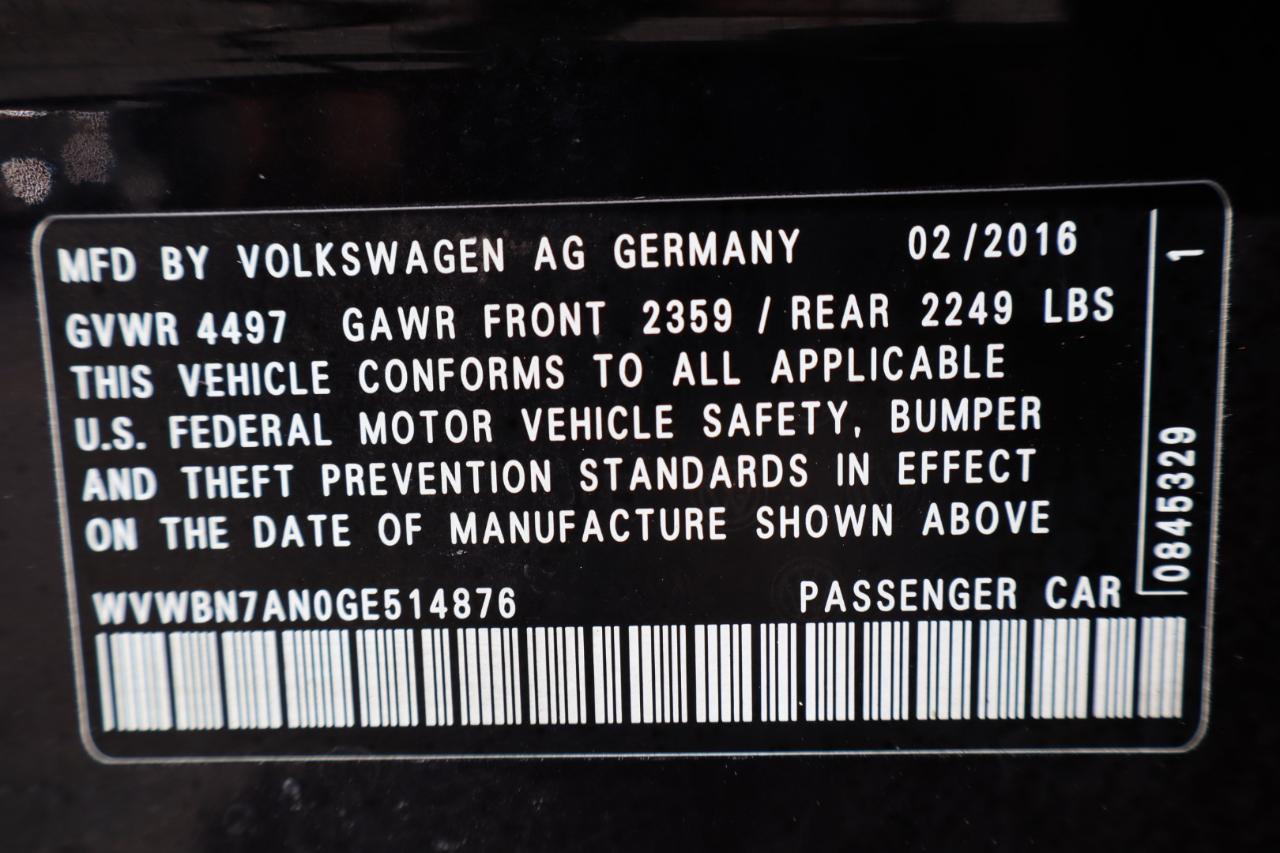 MFD BY VOLKSWAGEN AG GERMANY 02/2016
GVWR 4497 GAWR FRONT 2359 / REAR 2249 LBS
THIS VEHICLE CONFORMS TO ALL APPLICABLE
U.S. FEDERAL MOTOR VEHICLE SAFETY, BUMPER
AND THEFT PREVENTION STANDARDS IN EFFECT
ON THE DATE OF MANUFACTURE SHOWN ABOVE
WVWBN7AN0GE514876 PASSENGER CAR
0845329 1